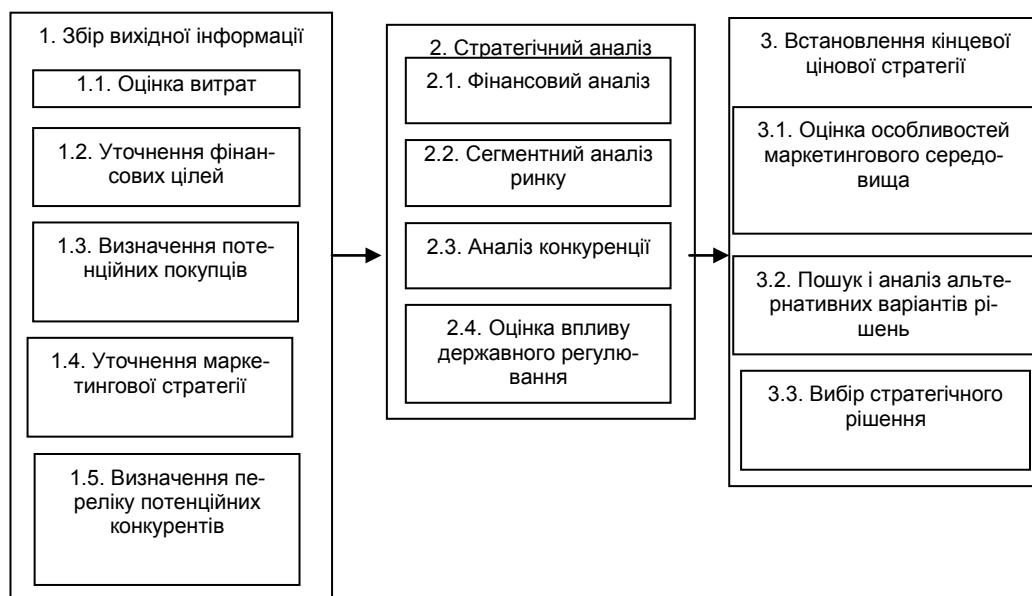 1. Збір вихідної інформації
1.1. Оцінка витрат
1.2. Уточнення фінан-
сових цілей
1.3. Визначення поте-
нційних покупців
1.4. Уточнення марке-
тингової стратегії
1.5. Визначення пе-
реліку потенційних
конкурентів
2. Стратегічний аналіз
2.1. Фінансовий аналіз
2.2. Сегментний аналіз
ринку
2.3. Аналіз конкуренції
2.4. Оцінка впливу
державного регулю-
вання
3. Встановлення кінцевої
цінової стратегії
3.1. Оцінка особливостей
маркетингового середо-
вища
3.2. Пошук і аналіз альте-
рнативних варіантів рі-
шень
3.3. Вибір стратегічного
рішення